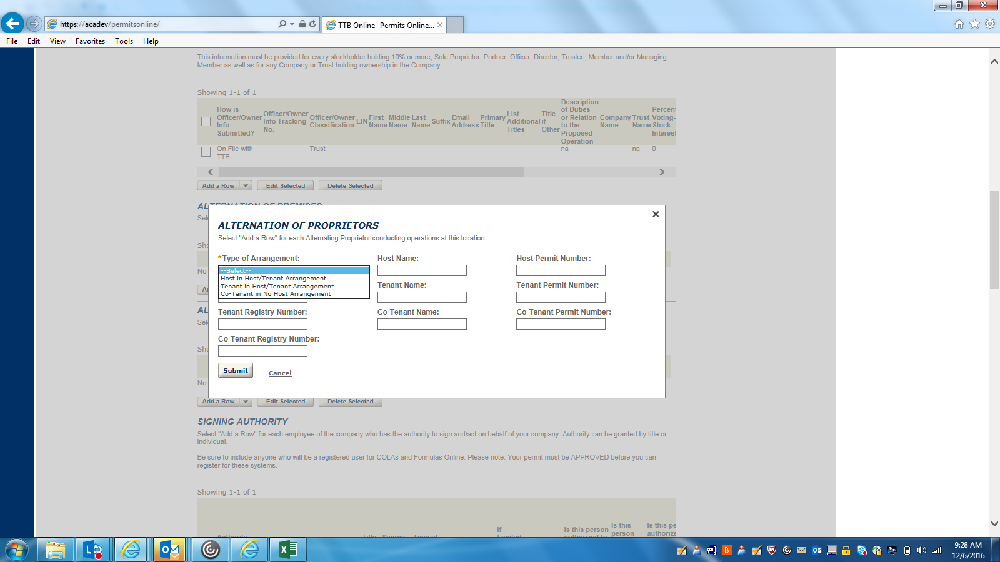 https://acadev/permitsonline/
TTB Online- Permits Online...
File Edit View Favorites Tools Help
This information must be provided for every stockholder holding 10% or more, Sole Proprietor, Partner, Officer, Director, Trustee, Member and/or Managing
Member as well as for any Company or Trust holding ownership in the Company.
Showing 1-1 of 1
How is
Officer/Owner
Info
Submitted?
Officer/Owner
Info Tracking
No.
Officer/Owner
Classification
EIN
First
Name
Middle
Name
Last
Name
Suffix
Email
Address
Primary
Title
List
Additional
Titles
Title
if
Other
Description
of Duties
or Relation
to the
Proposed
Operation
Company
Name
Trust
Name
Percent
Voting-
Stock-
Interest
On File with
TTB
Trust
na
na
0
Add a Row Edit Selected Delete Selected
ALTERNATION OF PREMISES
ALTERNATION OF PROPRIETORS
Select "Add a Row" for each Alternating Proprietor conducting operations at this location.
* Type of Arrangement:
--Select--
Host in Host/Tenant Arrangement
Tenant in Host/Tenant Arrangement
Co-Tenant in No Host Arrangement
Host Name:
Host Permit Number:
Tenant Name:
Tenant Permit Number:
Tenant Registry Number:
Co-Tenant Name:
Co-Tenant Permit Number:
Co-Tenant Registry Number:
Submit Cancel
Sel
Sho
No
Ad
AL
Sel
Sho
No
Add a Row Edit Selected Delete Selected
SIGNING AUTHORITY
Select "Add a Row" for each employee of the company who has the authority to sign and/act on behalf of your company. Authority can be granted by title or
individual.
Be sure to include anyone who will be a registered user for COLAs and Formulas Online. Please note: Your permit must be APPROVED before you can
register for these systems.
Showing 1-1 of 1
Authority
Title
Source
Type of
If
Limited
Is this person
authorized to
Is this
person
Is this pe
authorize
9:28 AM
12/6/2016